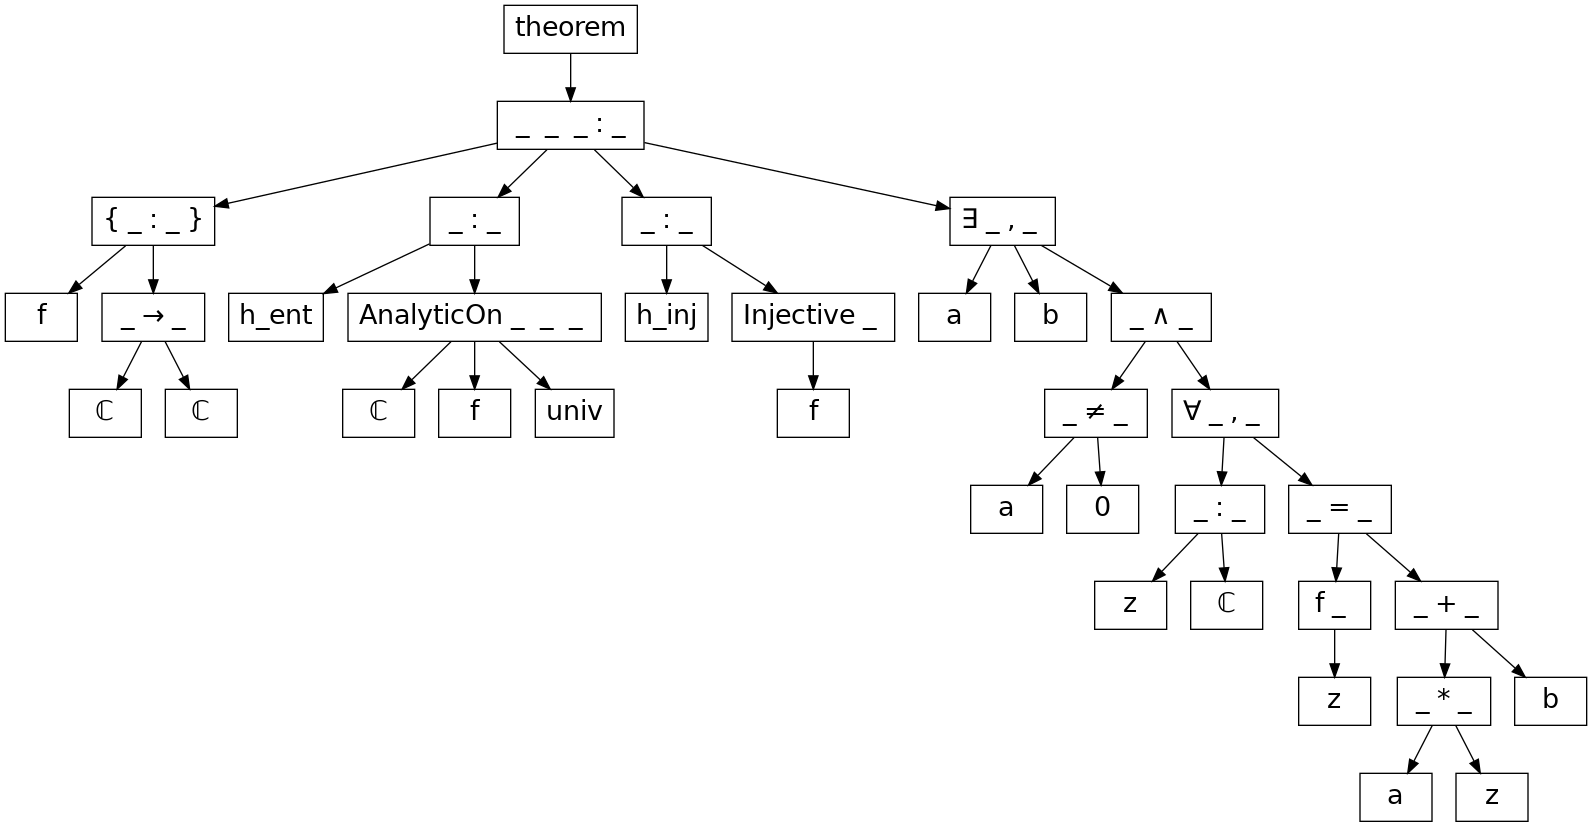 theorem
_ _ _ : _
{ _ : _ } _ : _ _ : _ ∃ _ , _
f _ → _ h_ent AnalyticOn _ _ _ h_inj Injective _ a b _ ∧ _
ℂ ℂ ℂ f univ f _ ≠ _ ∀ _ , _
a 0 _ : _ _ = _
z ℂ f _ _ + _
z _ * _ b
a z